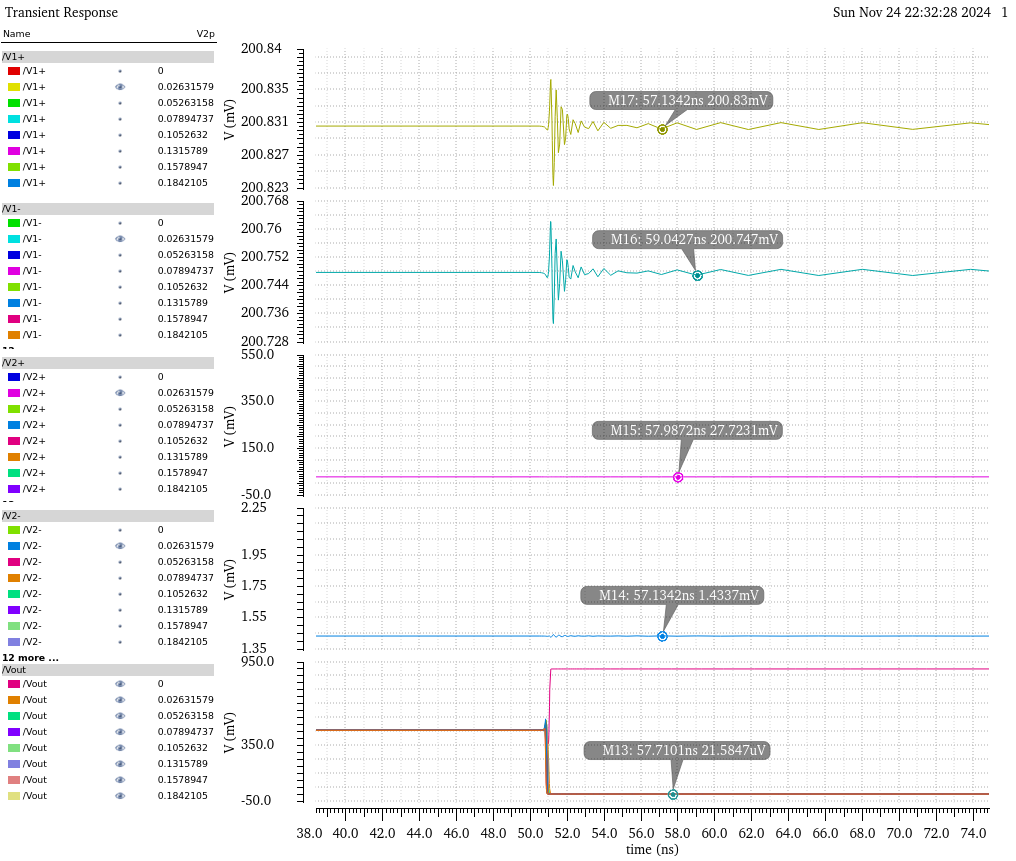 Transient Response
Sun Nov 24 22:32:28 2024 1
Name V2p
/V1+
/V1+ 0
/V1+ 0.02631579
/V1+ 0.05263158
/V1+ 0.07894737
/V1+ 0.1052632
/V1+ 0.1315789
/V1+ 0.1578947
/V1+ 0.1842105
/V1-
/V1- 0
/V1- 0.02631579
/V1- 0.05263158
/V1- 0.07894737
/V1- 0.1052632
/V1- 0.1315789
/V1- 0.1578947
/V1- 0.1842105
/V2+
/V2+ 0
/V2+ 0.02631579
/V2+ 0.05263158
/V2+ 0.07894737
/V2+ 0.1052632
/V2+ 0.1315789
/V2+ 0.1578947
/V2+ 0.1842105
/V2-
/V2- 0
/V2- 0.02631579
/V2- 0.05263158
/V2- 0.07894737
/V2- 0.1052632
/V2- 0.1315789
/V2- 0.1578947
/V2- 0.1842105
12 more ...
/Vout
/Vout 0
/Vout 0.02631579
/Vout 0.05263158
/Vout 0.07894737
/Vout 0.1052632
/Vout 0.1315789
/Vout 0.1578947
/Vout 0.1842105
200.84
200.835
200.831
200.827
200.823
V (mV)
M17: 57.1342ns 200.83mV
200.768
200.76
200.752
200.744
200.736
200.728
V (mV)
M16: 59.0427ns 200.747mV
550.0
350.0
150.0
-50.0
V (mV)
M15: 57.9872ns 27.7231mV
2.25
1.95
1.75
1.55
1.35
V (mV)
M14: 57.1342ns 1.4337mV
950.0
350.0
-50.0
V (mV)
M13: 57.7101ns 21.5847uV
38.0 40.0 42.0 44.0 46.0 48.0 50.0 52.0 54.0 56.0 58.0 60.0 62.0 64.0 66.0 68.0 70.0 72.0 74.0
time (ns)